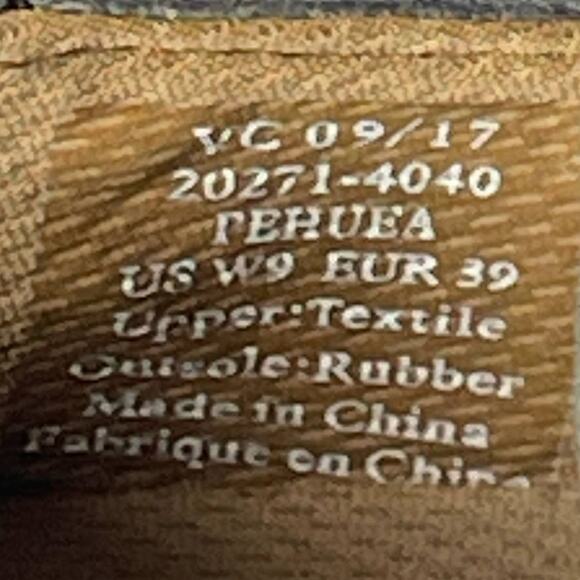 VC 09/17
20271-4040
PEHUEA
US W9 EUR 39
Upper:Textile
Outsole:Rubber
Made in China
Fabrique en Chine